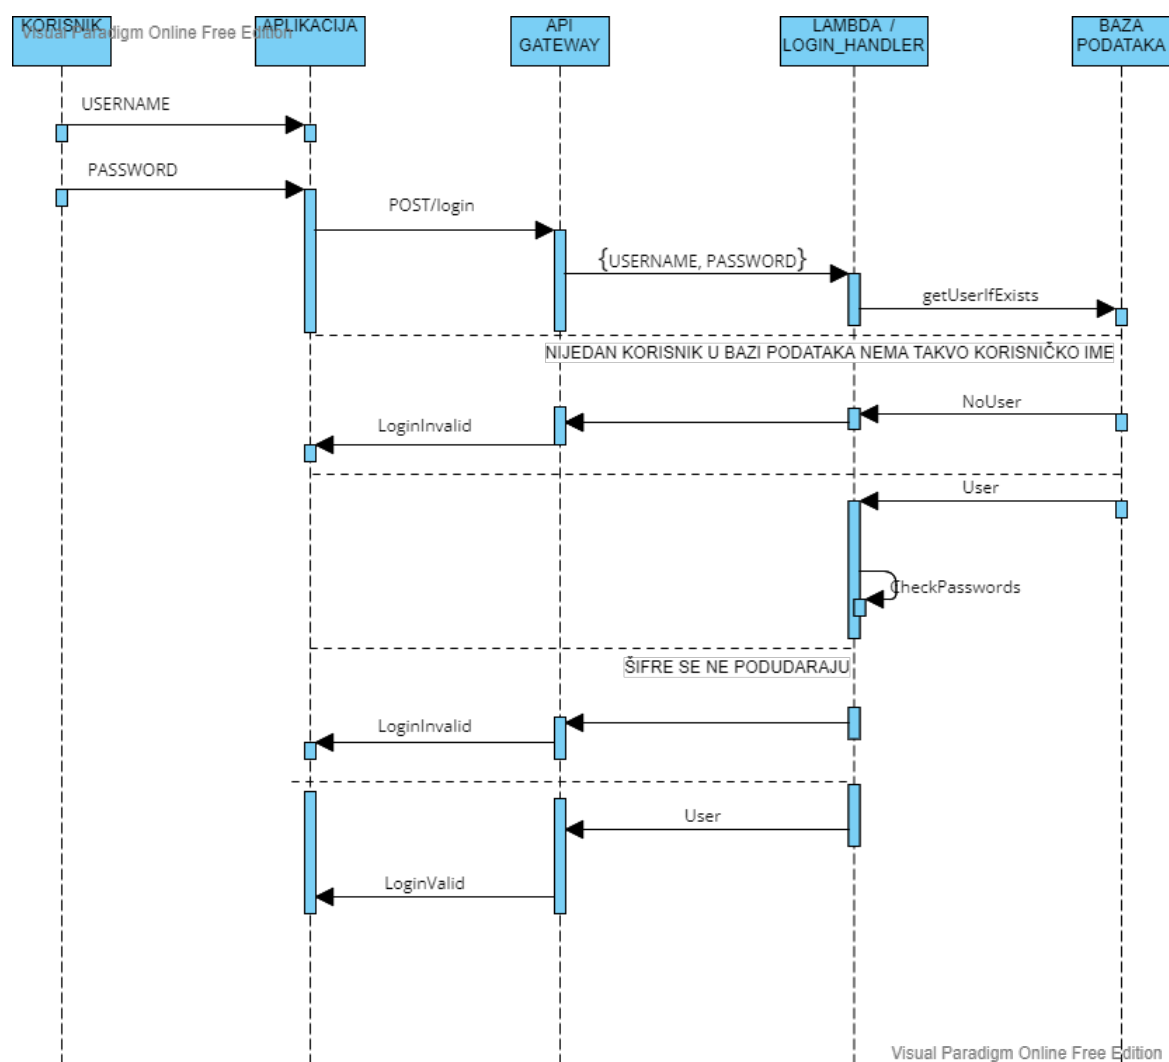 KORISNIK
Visual Paradigm Online Free Edition
APLIKACIJA
API
GATEWAY
LAMBDA /
LOGIN_HANDLER
BAZA
PODATAKA
USERNAME
PASSWORD
POST/login
{USERNAME, PASSWORD}
getUserIfExists
NIJEDAN KORISNIK U BAZI PODATAKA NEMA TAKVO KORISNIČKO IME
NoUser
LoginInvalid
User
CheckPasswords
ŠIFRE SE NE PODUDARAJU
LoginInvalid
User
LoginValid
Visual Paradigm Online Free Edition